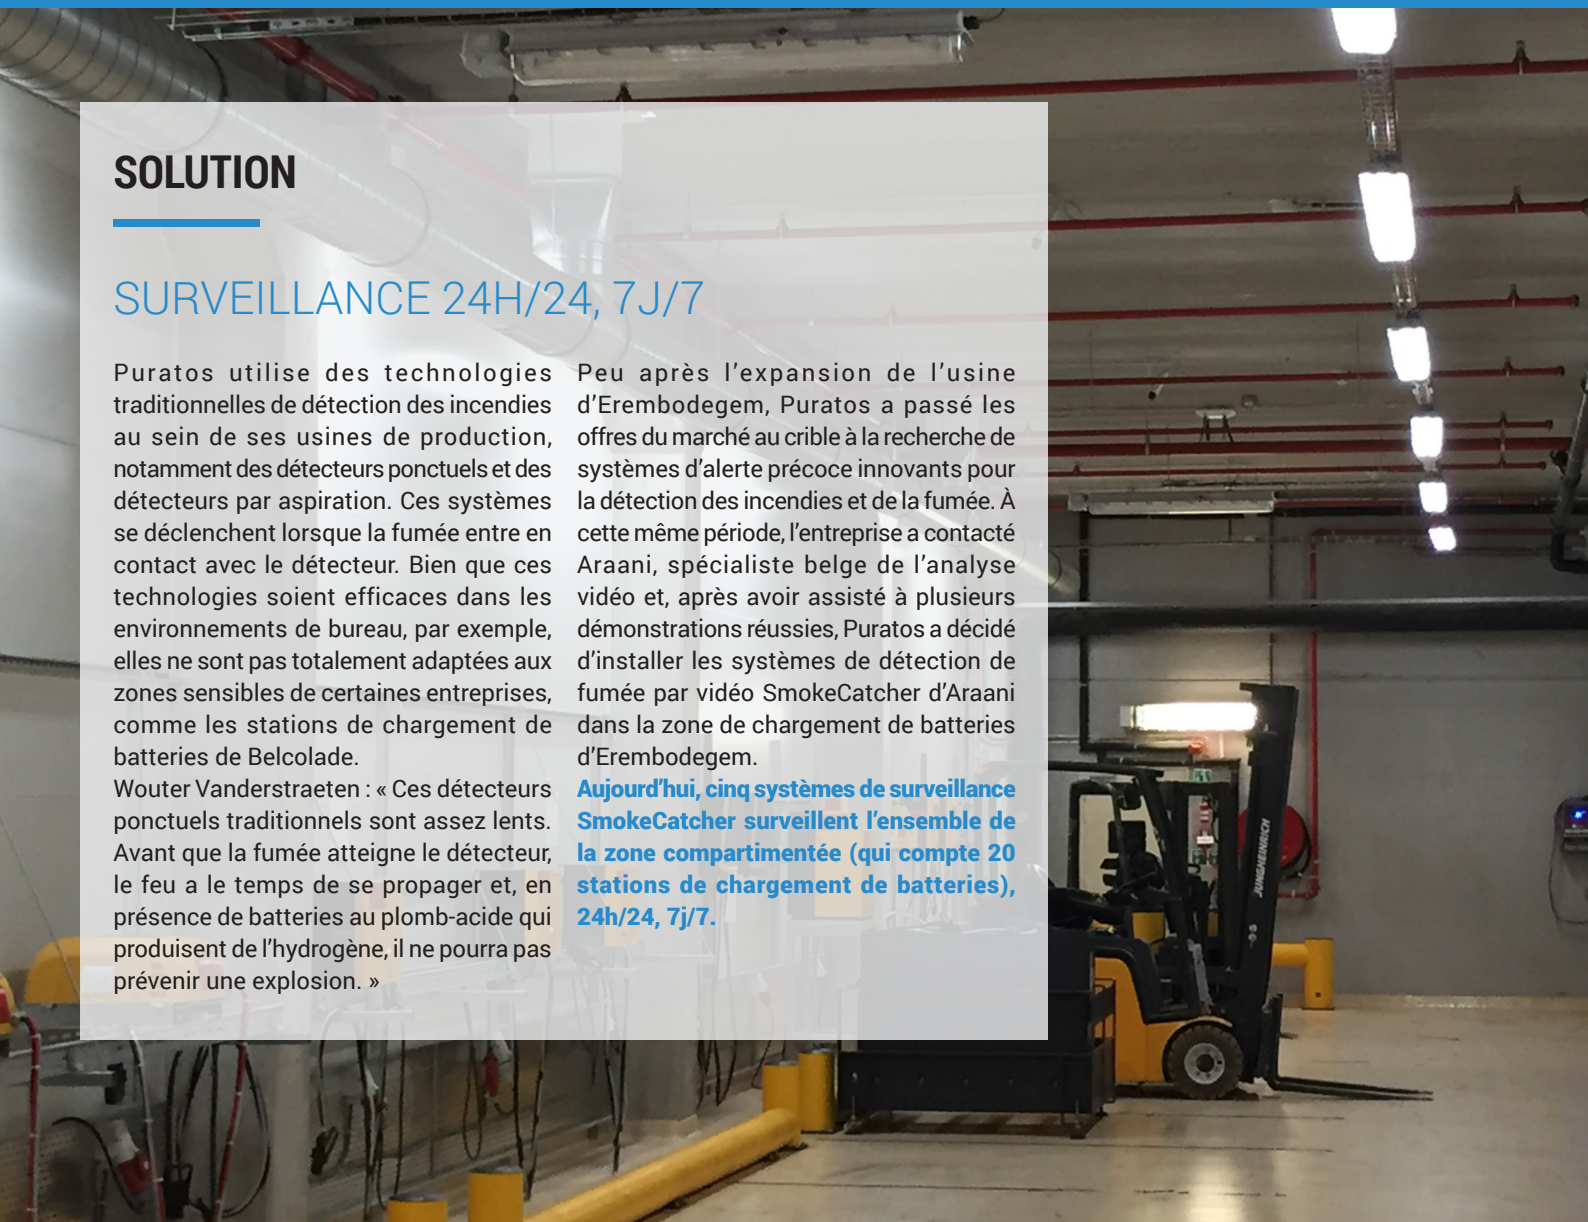 SOLUTION
SURVEILLANCE 24H/24, 7J/7
Puratos utilise des technologies
traditionnelles de détection des incendies
au sein de ses usines de production,
notamment des détecteurs ponctuels et des
détecteurs par aspiration. Ces systèmes
se déclenchent lorsque la fumée entre en
contact avec le détecteur. Bien que ces
technologies soient efficaces dans les
environnements de bureau, par exemple,
elles ne sont pas totalement adaptées aux
zones sensibles de certaines entreprises,
comme les stations de chargement de
batteries de Belcolade.
Wouter Vanderstraeten : « Ces détecteurs
ponctuels traditionnels sont assez lents.
Avant que la fumée atteigne le détecteur,
le feu a le temps de se propager et, en
présence de batteries au plomb-acide qui
produisent de l’hydrogène, il ne pourra pas
prévenir une explosion. »
Peu après l’expansion de l’usine
d’Erembodegem, Puratos a passé les
offres du marché au crible à la recherche de
systèmes d’alerte précoce innovants pour
la détection des incendies et de la fumée. À
cette même période, l’entreprise a contacté
Araani, spécialiste belge de l’analyse
vidéo et, après avoir assisté à plusieurs
démonstrations réussies, Puratos a décidé
d’installer les systèmes de détection de
fumée par vidéo SmokeCatcher d’Araani
dans la zone de chargement de batteries
d’Erembodegem.
Aujourd’hui, cinq systèmes de surveillance
SmokeCatcher surveillent l’ensemble de
la zone compartimentée (qui compte 20
stations de chargement de batteries),
24h/24, 7j/7.
JUNGHEINRICH